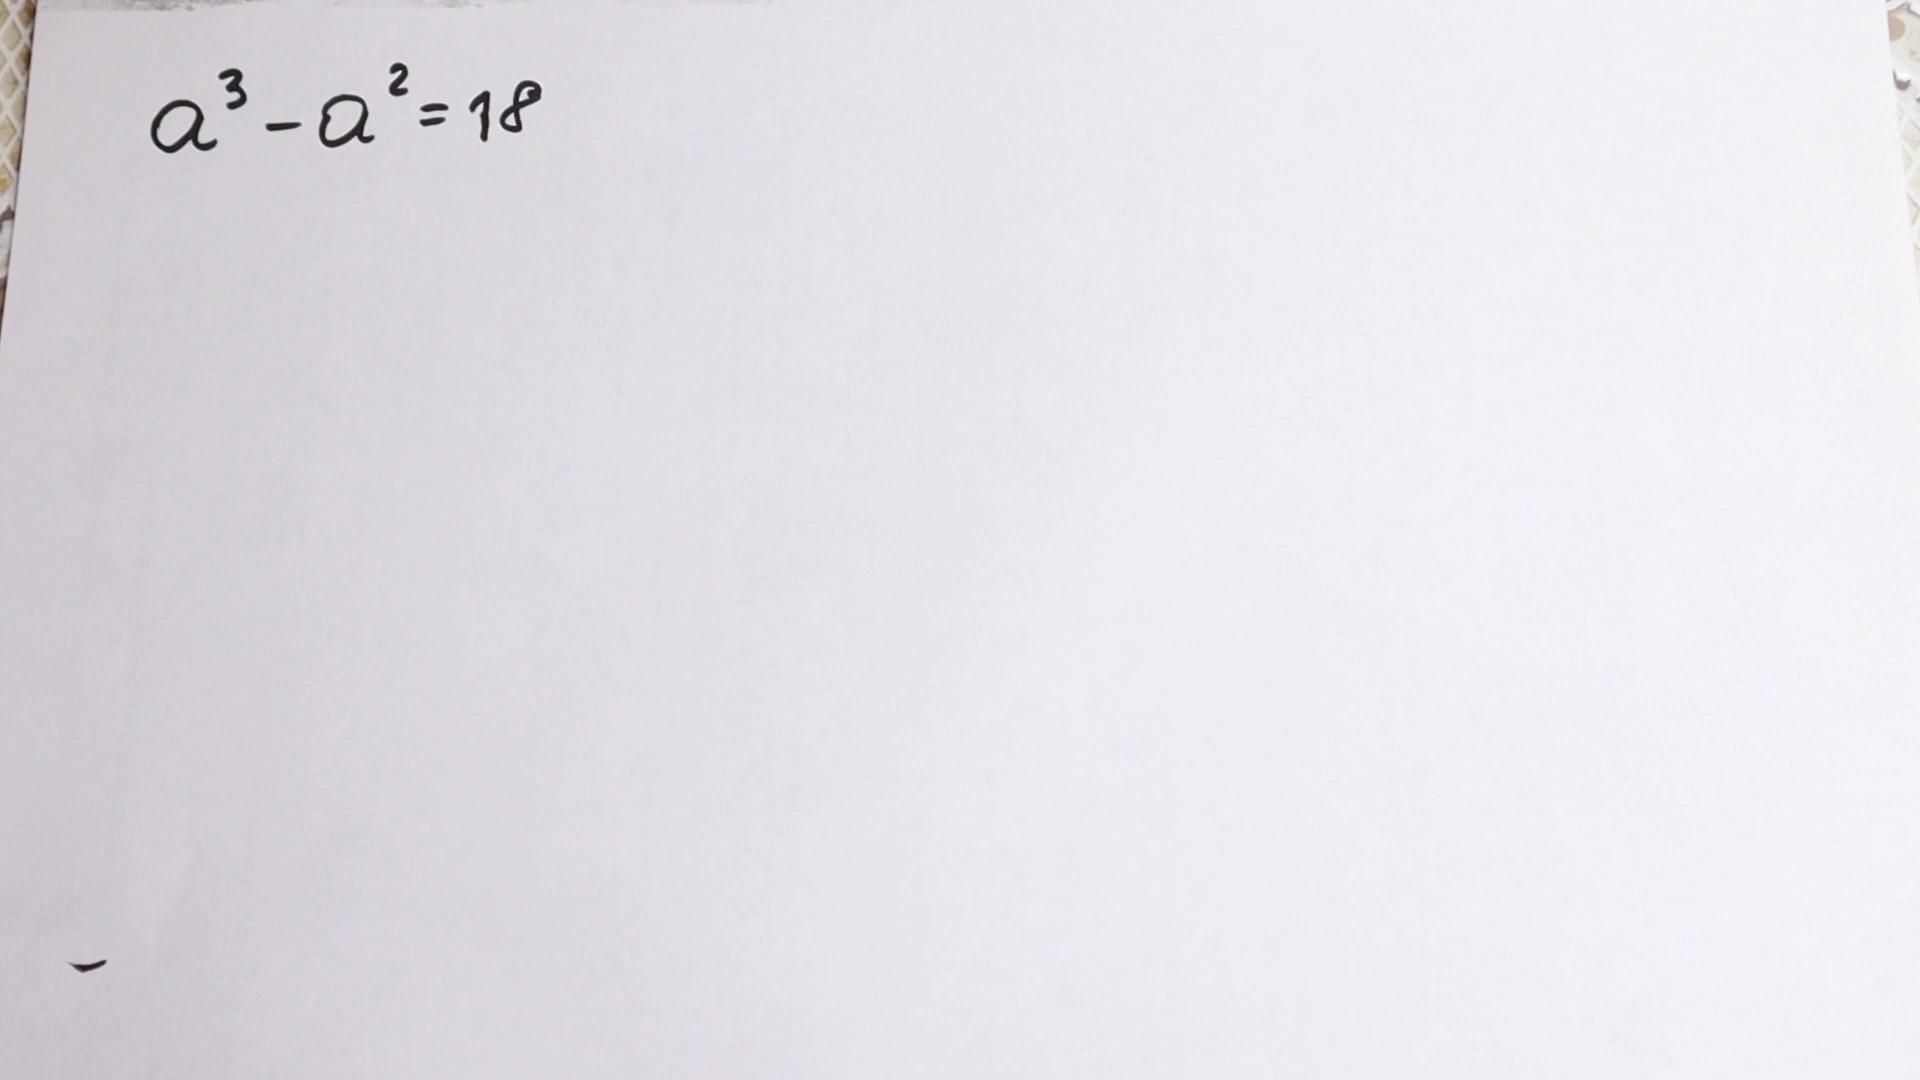 a³ - a² = 18